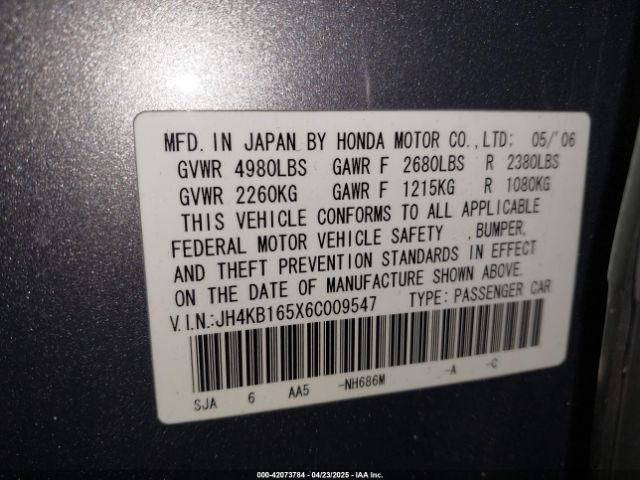 MFD. IN JAPAN BY HONDA MOTOR CO.,LTD; 05/'06
GVWR 4980LBS GAWR F 2680LBS R 2380LBS
GVWR 2260KG GAWR F 1215KG R 1080KG
THIS VEHICLE CONFORMS TO ALL APPLICABLE
FEDERAL MOTOR VEHICLE SAFETY ,BUMPER,
AND THEFT PREVENTION STANDARDS IN EFFECT
ON THE DATE OF MANUFACTURE SHOWN ABOVE.
V.I.N.:JH4KB165X6C009547 TYPE: PASSENGER CAR
SJA 6 AA5 -NH686M -A -C
000-42073784 - 04/23/2025 - IAA Inc.